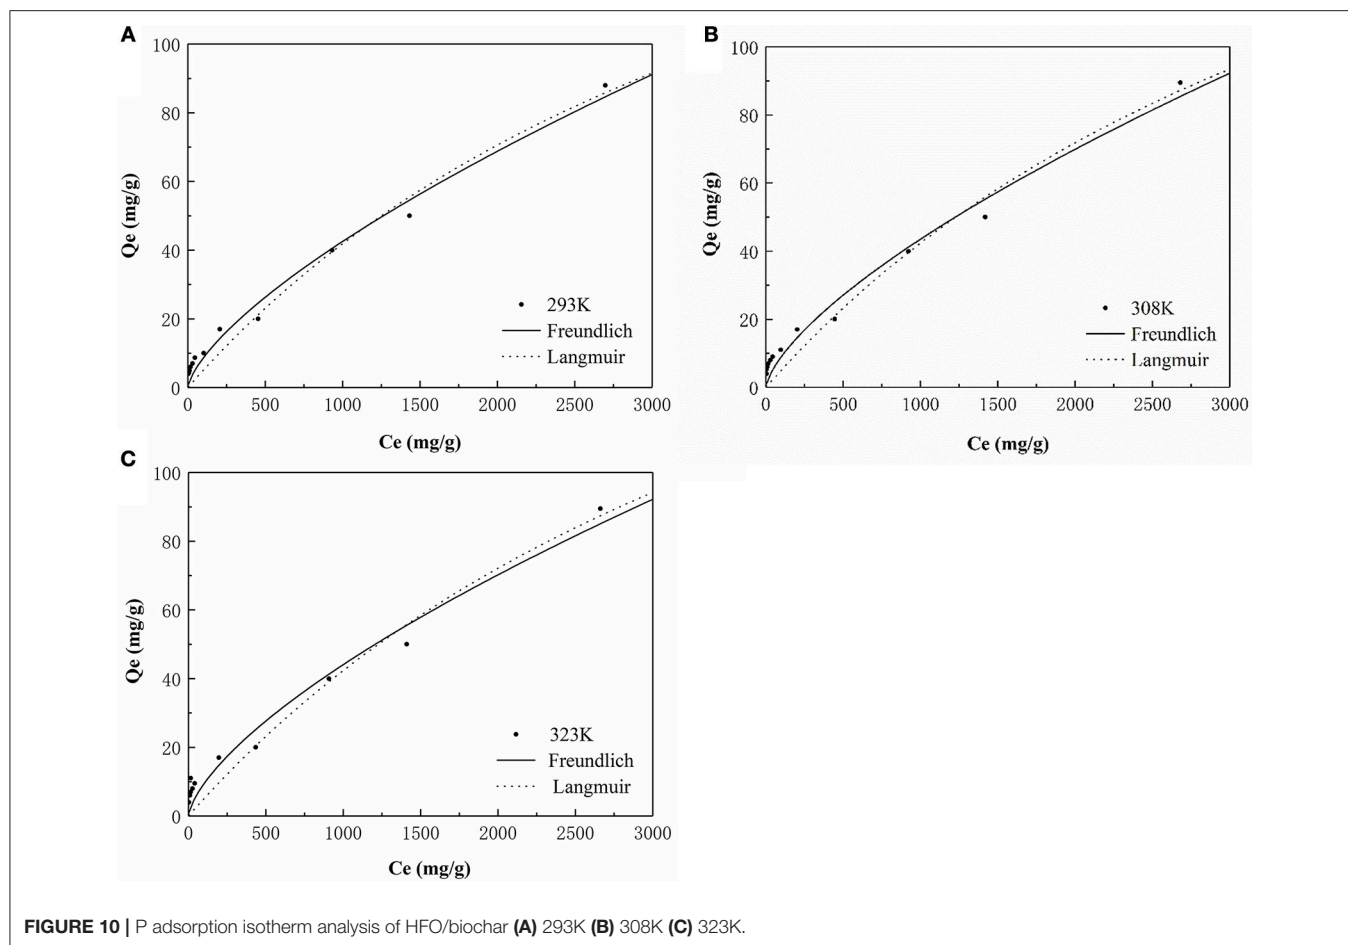 A
100
80
60
40
20
0
Qe (mg/g)
293K
Freundlich
Langmuir
0 500 1000 1500 2000 2500 3000
Ce (mg/g)
B
100
80
60
40
20
0
Qe (mg/g)
308K
Freundlich
Langmuir
0 500 1000 1500 2000 2500 3000
Ce (mg/g)
C
100
80
60
40
20
0
Qe (mg/g)
323K
Freundlich
Langmuir
0 500 1000 1500 2000 2500 3000
Ce (mg/g)
FIGURE 10 | P adsorption isotherm analysis of HFO/biochar (A) 293K (B) 308K (C) 323K.